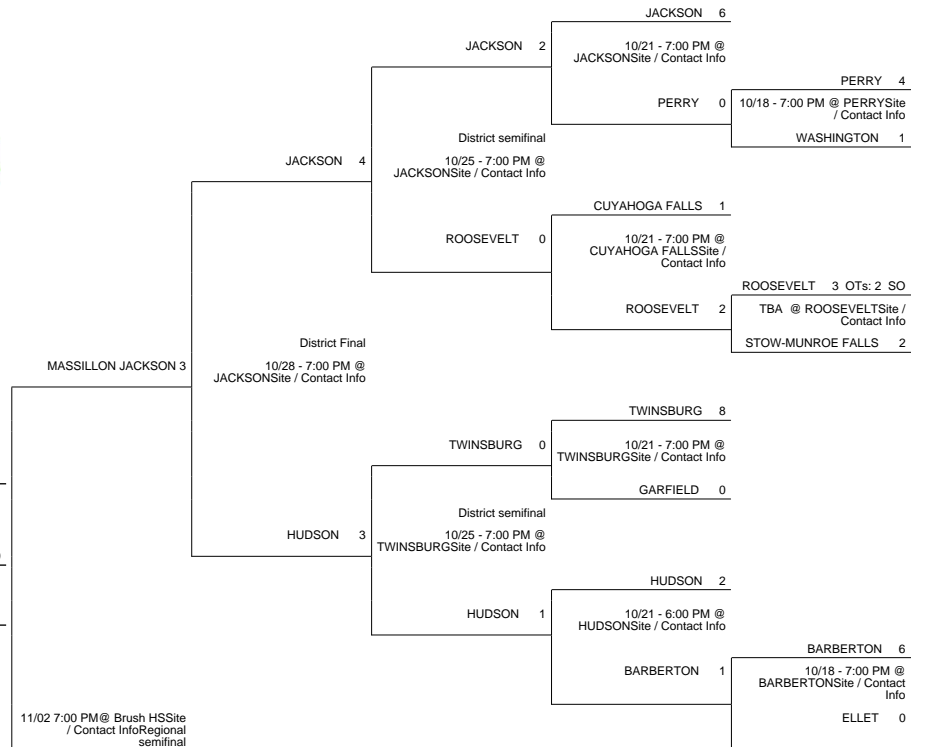 JACKSON 6
JACKSON 2
10/21 - 7:00 PM @
JACKSONSite / Contact Info
PERRY 4
PERRY 0
10/18 - 7:00 PM @ PERRYSite
/ Contact Info
District semifinal
WASHINGTON 1
JACKSON 4
10/25 - 7:00 PM @
JACKSONSite / Contact Info
CUYAHOGA FALLS 1
ROOSEVELT 0
10/21 - 7:00 PM @
CUYAHOGA FALLSSite /
Contact Info
ROOSEVELT 3 OTs: 2 SO
ROOSEVELT 2
TBA @ ROOSEVELTSite /
Contact Info
District Final
STOW-MUNROE FALLS 2
MASSILLON JACKSON 3
10/28 - 7:00 PM @
JACKSONSite / Contact Info
TWINSBURG 8
TWINSBURG 0
10/21 - 7:00 PM @
TWINSBURGSite / Contact Info
GARFIELD 0
District semifinal
HUDSON 3
10/25 - 7:00 PM @
TWINSBURGSite / Contact Info
HUDSON 2
HUDSON 1
10/21 - 6:00 PM @
HUDSONSite / Contact Info
BARBERTON 6
BARBERTON 1
10/18 - 7:00 PM @
BARBERTONSite / Contact
Info
11/02 7:00 PM@ Brush HSSite
/ Contact InfoRegional
semifinal
ELLET 0